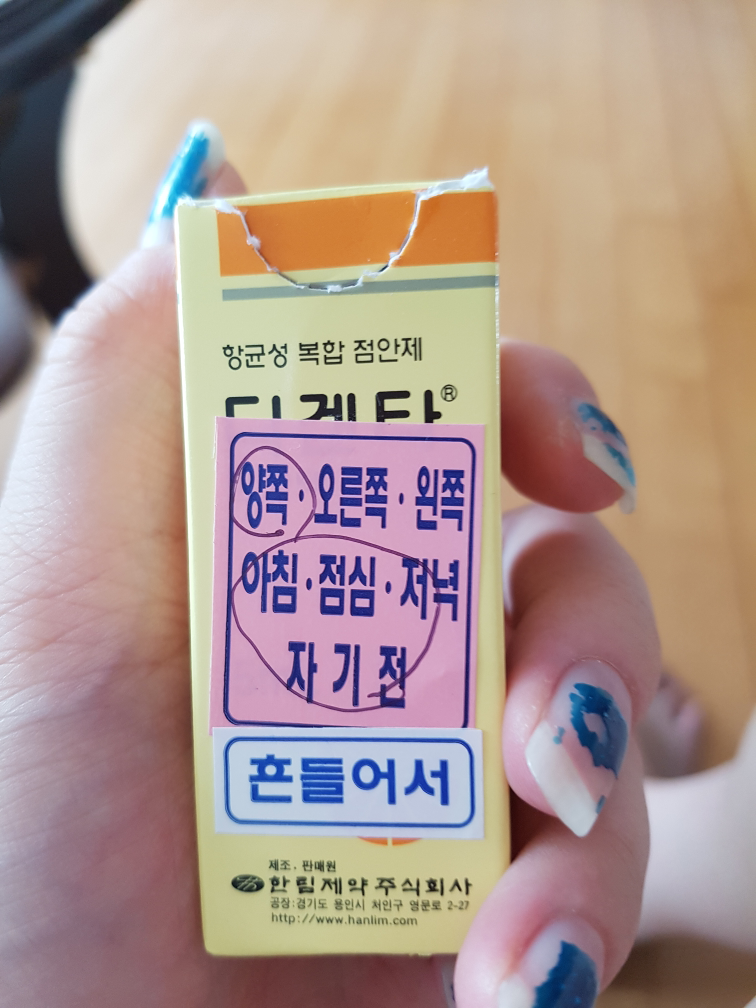 항균성 복합 점안제
양쪽·오른쪽·왼쪽
아침·점심·저녁
자기전
흔들어서
제조·판매원
한림제약주식회사
공장:경기도 용인시 처인구 영문로 2-27
http://www.hanlim.com